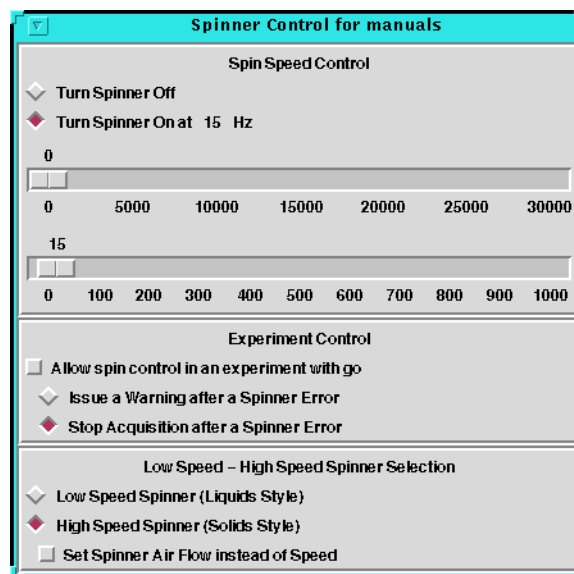 Spinner Control for manuals
Spin Speed Control
Turn Spinner Off
Turn Spinner On at 15 Hz
0
0 5000 10000 15000 20000 25000 30000
15
0 100 200 300 400 500 600 700 800 900 1000
Experiment Control
Allow spin control in an experiment with go
Issue a Warning after a Spinner Error
Stop Acquisition after a Spinner Error
Low Speed – High Speed Spinner Selection
Low Speed Spinner (Liquids Style)
High Speed Spinner (Solids Style)
Set Spinner Air Flow instead of Speed